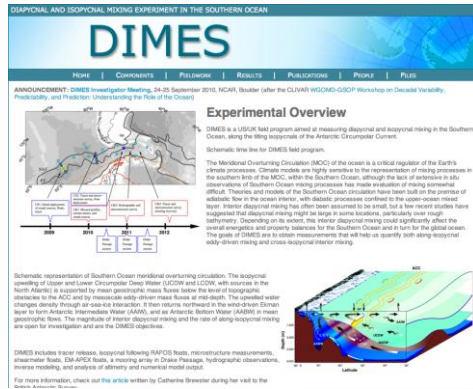 DIAPYCNAL AND ISOPYCNAL MIXING EXPERIMENT IN THE SOUTHERN OCEAN
DIMES
HOME | COMPONENTS | FIELDWORK | RESULTS | PUBLICATIONS | PEOPLE | FILES
ANNOUNCEMENT: DIMES Investigator Meeting, 24-25 September 2010, NCAR, Boulder (after the CLIVAR WGOMD-GSOP Workshop on Decadal Variability,
Predictability, and Prediction: Understanding the Role of the Ocean)
Experimental Overview
DIMES is a US/UK field program aimed at measuring diapycnal and isopycnal mixing in the Southern
Ocean, along the tilting isopycnals of the Antarctic Circumpolar Current.
Schematic time line for DIMES field program.
The Meridional Overturning Circulation (MOC) of the ocean is a critical regulator of the Earth's
climate processes. Climate models are highly sensitive to the representation of mixing processes in
the southern limb of the MOC, within the Southern Ocean, although the lack of extensive in situ
observations of Southern Ocean mixing processes has made evaluation of mixing somewhat
difficult. Theories and models of the Southern Ocean circulation have been built on the premise of
adiabatic flow in the ocean interior, with diabatic processes confined to the upper-ocean mixed
layer. Interior diapycnal mixing has often been assumed to be small, but a few recent studies have
suggested that diapycnal mixing might be large in some locations, particularly over rough
bathymetry. Depending on its extent, this interior diapycnal mixing could significantly affect the
overall energetics and property balances for the Southern Ocean and in turn for the global ocean.
The goals of DIMES are to obtain measurements that will help us quantify both along-isopycnal
eddy-driven mixing and cross-isopycnal interior mixing.
2009 2010 2011 2012
Schematic representation of Southern Ocean meridional overturning circulation. The isopycnal
upwelling of Upper and Lower Circumpolar Deep Water (UCDW and LCDW, with sources in the
North Atlantic) is supported by mean geostrophic mass fluxes below the level of topographic
obstacles to the ACC and by mesoscale eddy-driven mass fluxes at mid-depth. The upwelled water
changes density through air-sea-ice interaction. It then returns northward in the wind-driven Ekman
layer to form Antarctic Intermediate Water (AAIW), and as Antarctic Bottom Water (AABW) in mean
geostrophic flows. The magnitude of interior diapycnal mixing and the rate of along-isopycnal mixing
are open for investigation and are the DIMES objectives.
ACC
Depth (km)
Latitude
DIMES includes tracer release, isopycnal following RAFOS floats, microstructure measurements,
shearmeter floats, EM-APEX floats, a mooring array in Drake Passage, hydrographic observations,
inverse modeling, and analysis of altimetry and numerical model output.
For more information, check out this article written by Catherine Brewster during her visit to the
British Antarctic Survey.